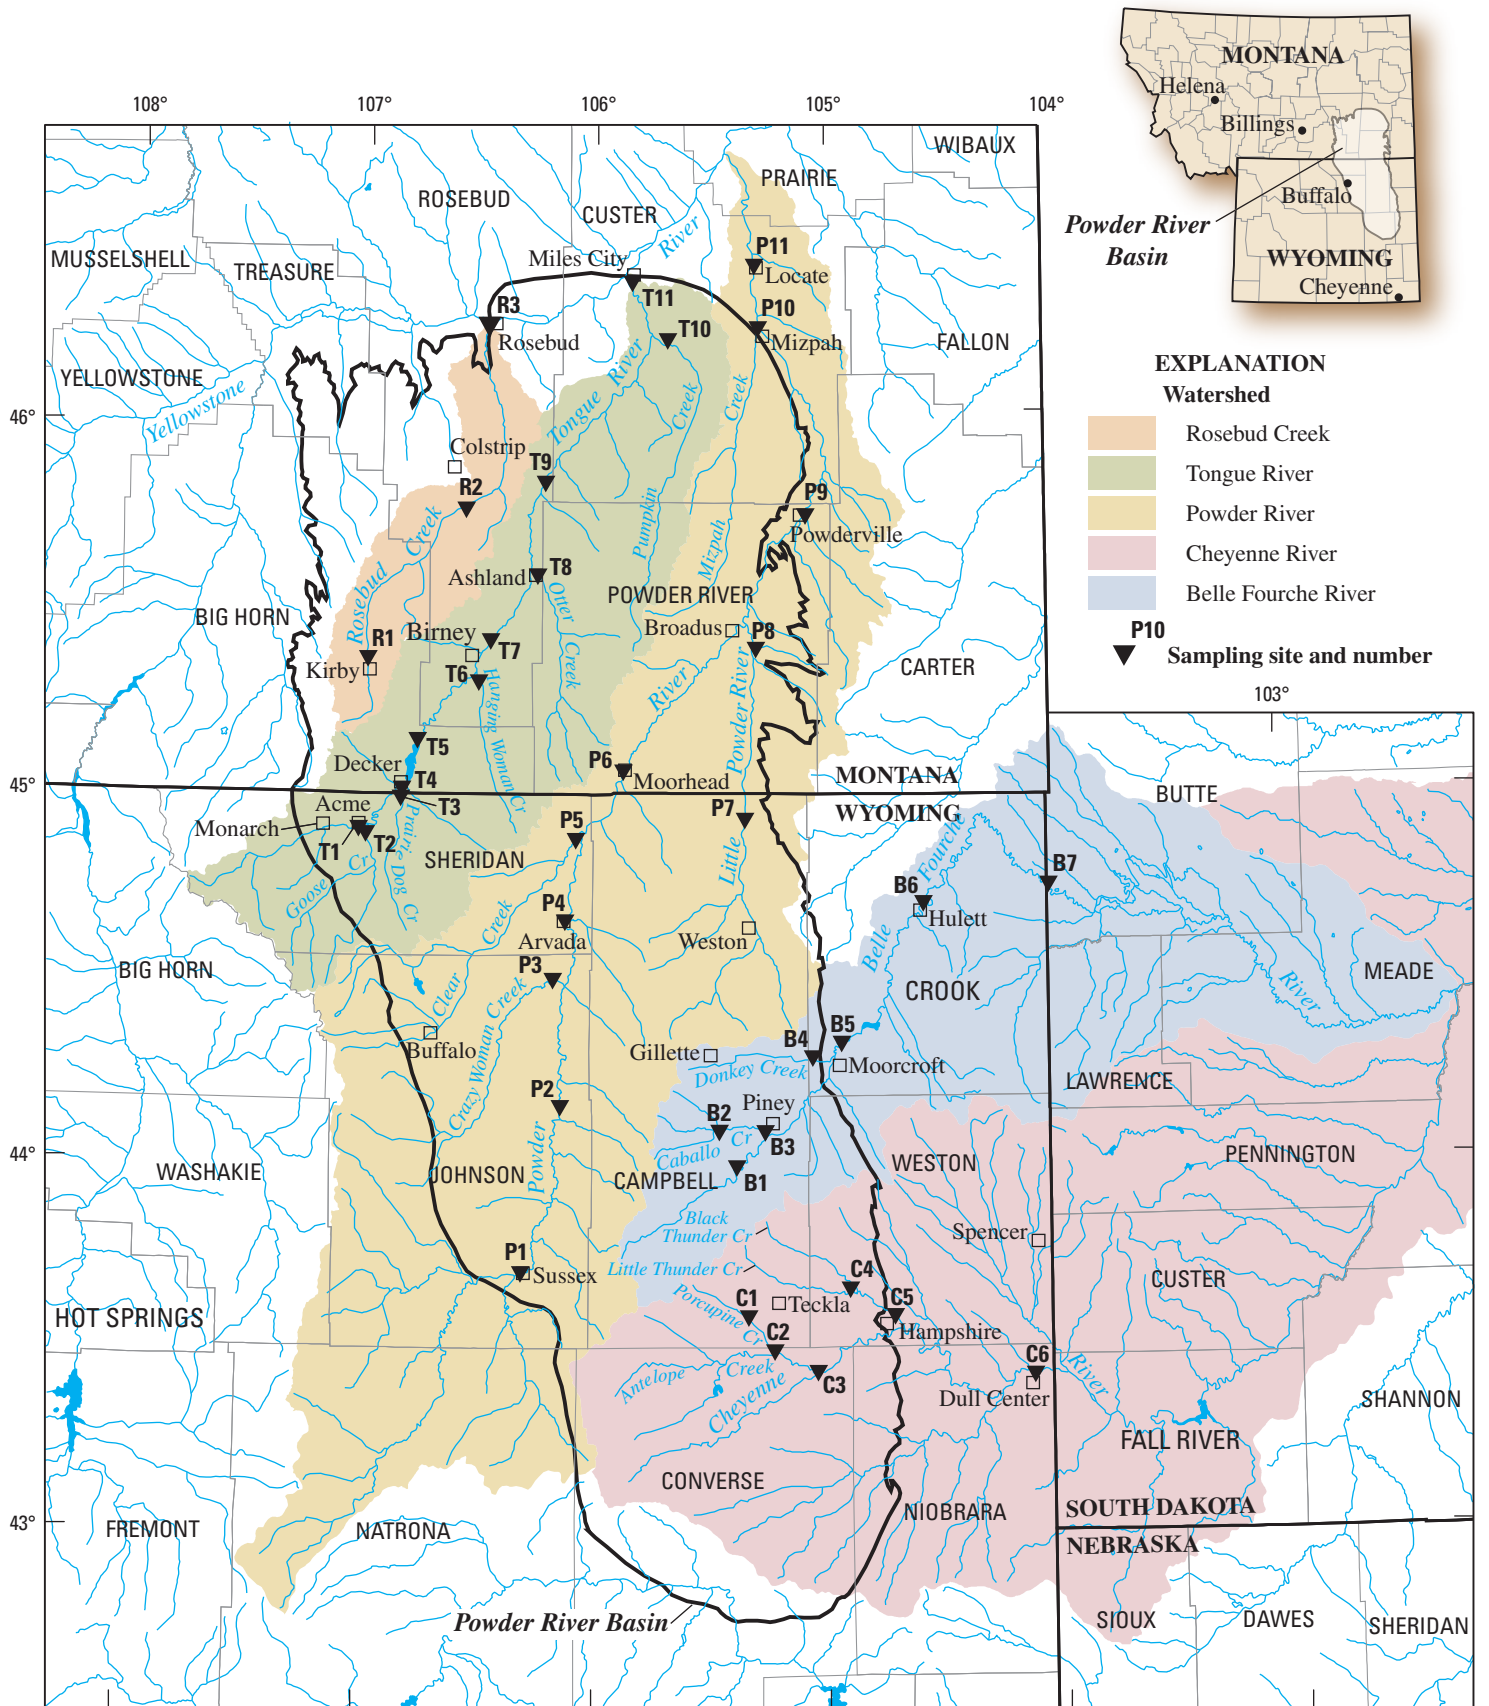 MONTANA
Helena
Billings
Buffalo
Powder River
Basin
WYOMING
Cheyenne
108°
107°
106°
105°
104°
WIBAUX
PRAIRIE
ROSEBUD
CUSTER
River
MUSSELSHELL
TREASURE
Miles City
P11
Locate
T11
R3
Rosebud
P10
Mizpah
T10
FALLON
YELLOWSTONE
Yellowstone
Tongue River
Creek
Creek
46°
Colstrip
T9
R2
P9
Powderville
Pumpkin
Mizpah
Rosebud Creek
Ashland
T8
Otter Creek
POWDER RIVER
BIG HORN
Birney
T7
Broadus
P8
R1
Kirby
T6
Hanging Woman Cr
CARTER
River
Powder River
T5
Decker
T4
P6
Moorhead
45°
MONTANA
WYOMING
T3
Acme
Monarch
T1
T2
Prairie Dog Cr
Goose Cr
SHERIDAN
P5
P7
Little
P4
Arvada
Weston
Creek
Clear
P3
BIG HORN
Buffalo
Crazy Woman Creek
Gillette
P2
Powder
44°
WASHAKIE
JOHNSON
CAMPBELL
P1
Sussex
HOT SPRINGS
43°
FREMONT
NATRONA
Powder River Basin
EXPLANATION
Watershed
Rosebud Creek
Tongue River
Powder River
Cheyenne River
Belle Fourche River
P10
Sampling site and number
103°
BUTTE
Belle Fourche
River
B6
Hulett
B7
MEADE
CROOK
B4
B5
Moorcroft
Donkey Creek
LAWRENCE
Piney
B2
B3
Caballo Cr
B1
WESTON
PENNINGTON
Black
Thunder Cr
Little Thunder Cr
Spencer
CUSTER
Porcupine Cr
C1
Teckla
C4
C5
Hampshire
C2
C3
Antelope Creek
Cheyenne
River
C6
Dull Center
SHANNON
FALL RIVER
CONVERSE
NIOBRARA
SOUTH DAKOTA
NEBRASKA
SIOUX
DAWES
SHERIDAN